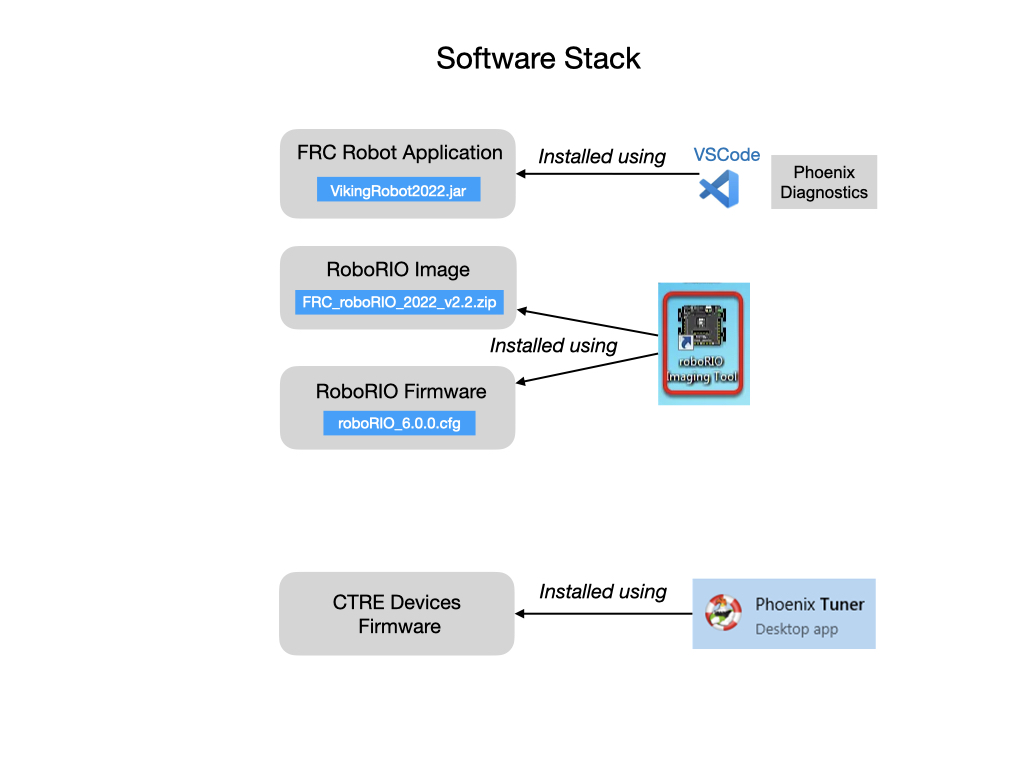 Software Stack
FRC Robot Application
VikingRobot2022.jar
Installed using
VSCode
Phoenix
Diagnostics
RoboRIO Image
FRC_roboRIO_2022_v2.2.zip
Installed using
roboRIO
Imaging Tool
RoboRIO Firmware
roboRIO_6.0.0.cfg
CTRE Devices
Firmware
Installed using
Phoenix Tuner
Desktop app